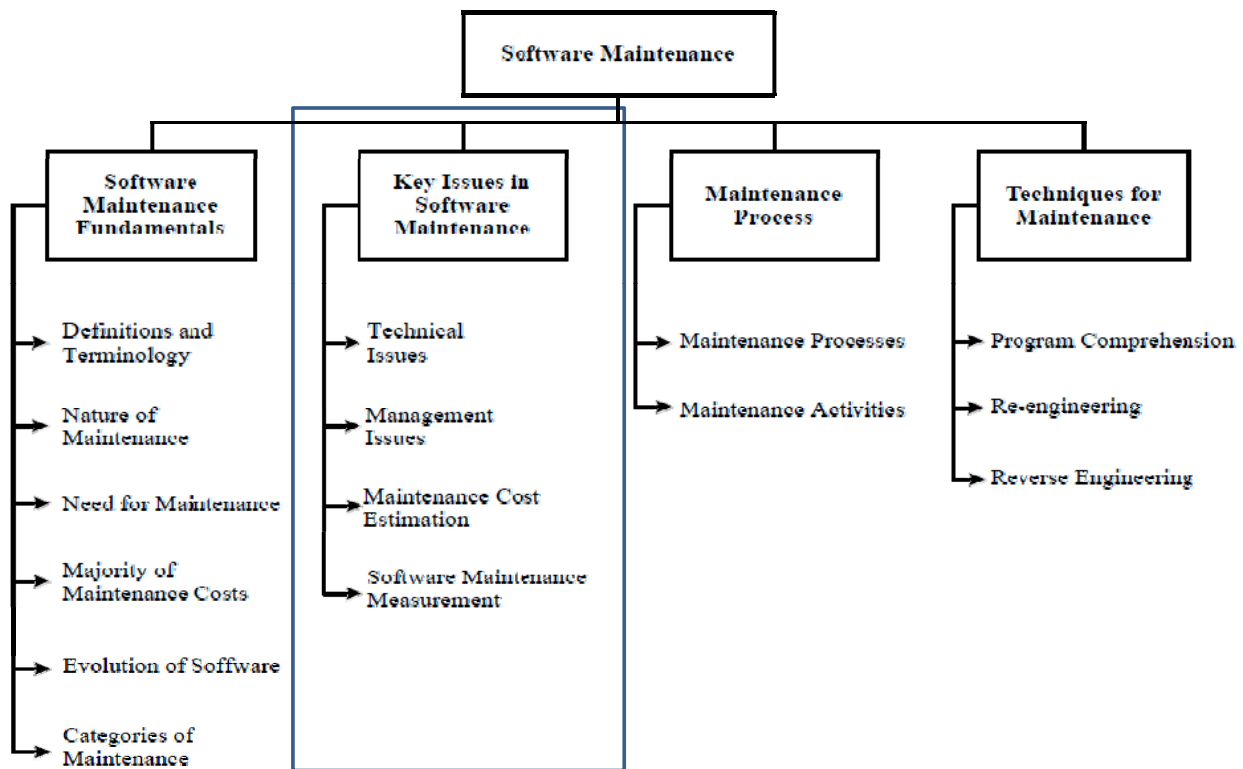 Software Maintenance
Software
Maintenance
Fundamentals
Definitions and
Terminology
Nature of
Maintenance
Need for Maintenance
Majority of
Maintenance Costs
Evolution of Soffware
Categories of
Maintenance
Key Issues in
Software
Maintenance
Technical
Issues
Management
Issues
Maintenance Cost
Estimation
Software Maintenance
Measurement
Maintenance
Process
Maintenance Processes
Maintenance Activities
Techniques for
Maintenance
Program Comprehension
Re-engineering
Reverse Engineering